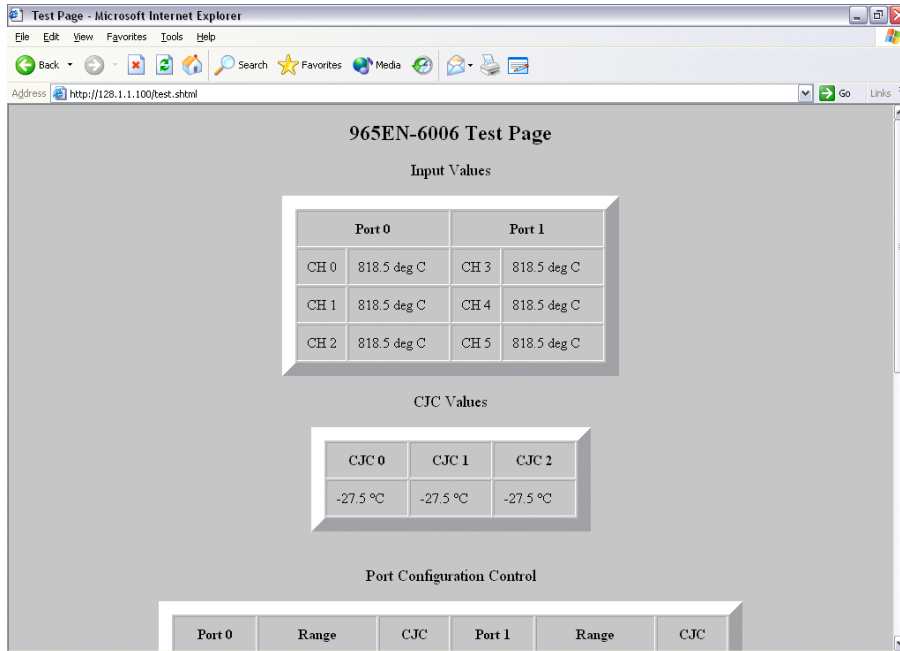 Test Page - Microsoft Internet Explorer
File Edit View Favorites Tools Help
Back Search Favorites Media
Address http://128.1.1.100/test.shtml Go Links
965EN-6006 Test Page
Input Values
Port 0 Port 1
CH 0 818.5 deg C CH 3 818.5 deg C
CH 1 818.5 deg C CH 4 818.5 deg C
CH 2 818.5 deg C CH 5 818.5 deg C
CJC Values
CJC 0 CJC 1 CJC 2
-27.5 ºC -27.5 ºC -27.5 ºC
Port Configuration Control
Port 0 Range CJC Port 1 Range CJC